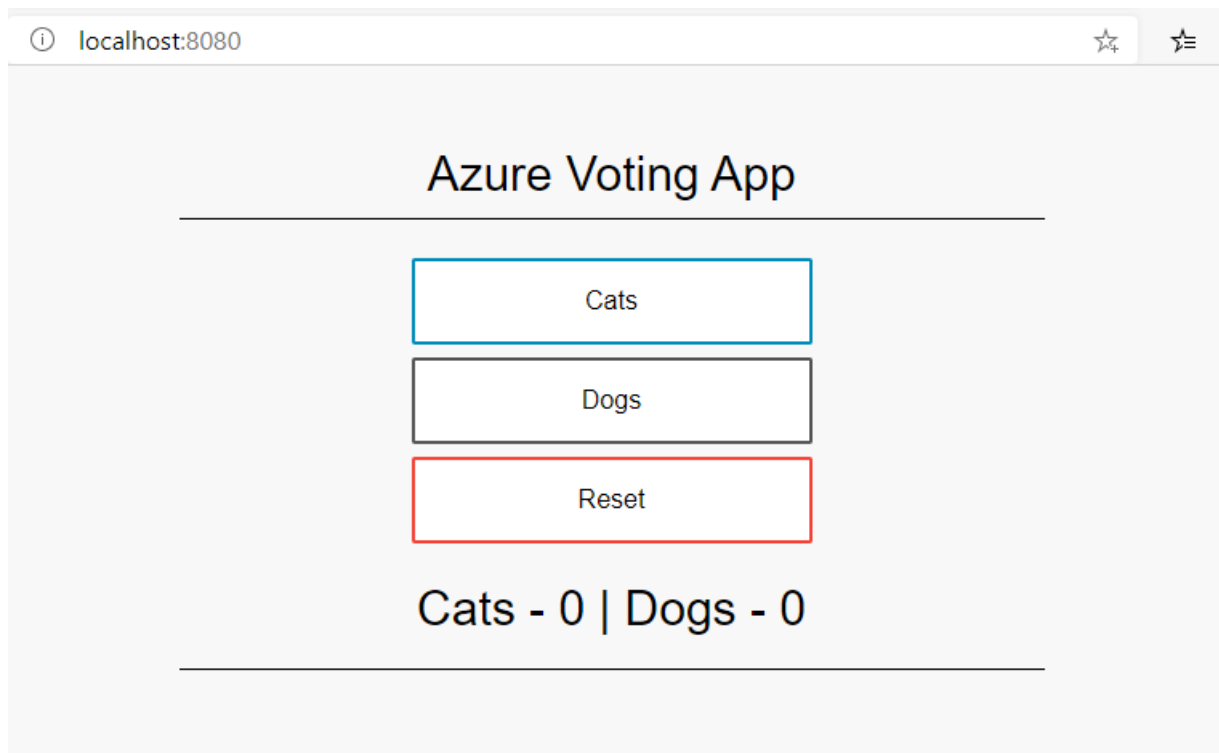 localhost:8080
Azure Voting App
Cats
Dogs
Reset
Cats - 0 | Dogs - 0